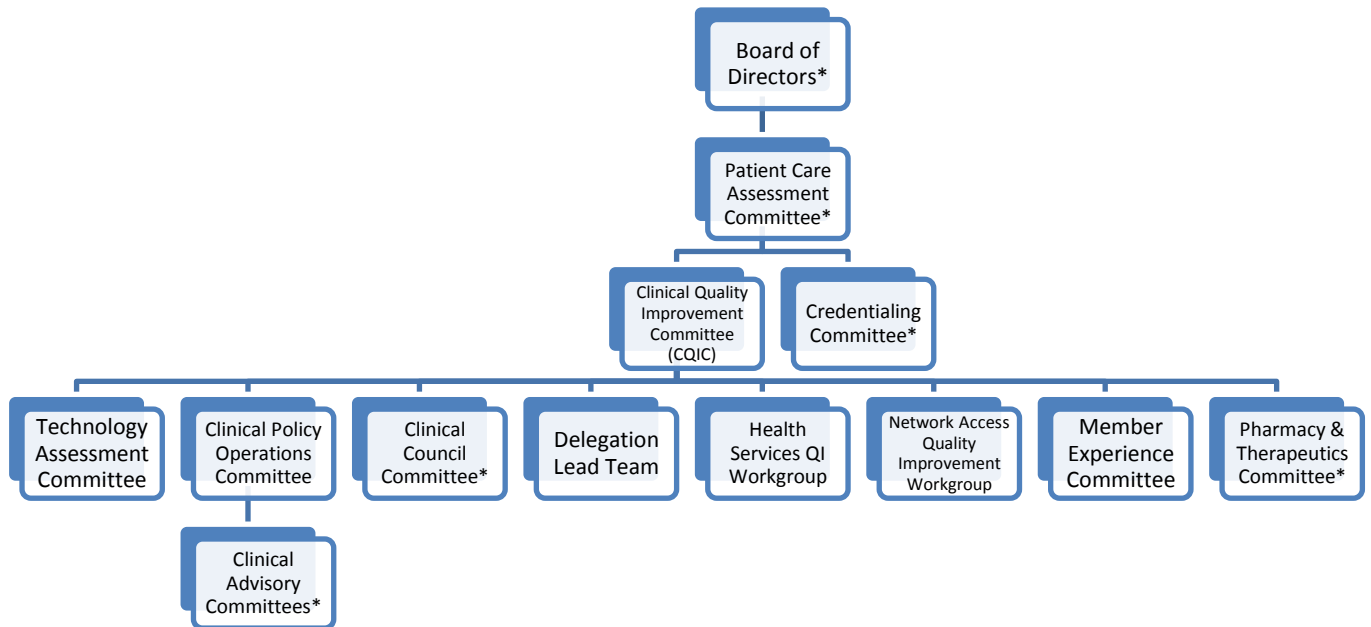 Board of
Directors*
Patient Care
Assessment
Committee*
Clinical Quality
Improvement
Committee
(CQIC)
Credentialing
Committee*
Technology
Assessment
Committee
Clinical Policy
Operations
Committee
Clinical
Council
Committee*
Delegation
Lead Team
Health
Services QI
Workgroup
Network Access
Quality
Improvement
Workgroup
Member
Experience
Committee
Pharmacy &
Therapeutics
Committee*
Clinical
Advisory
Committees*